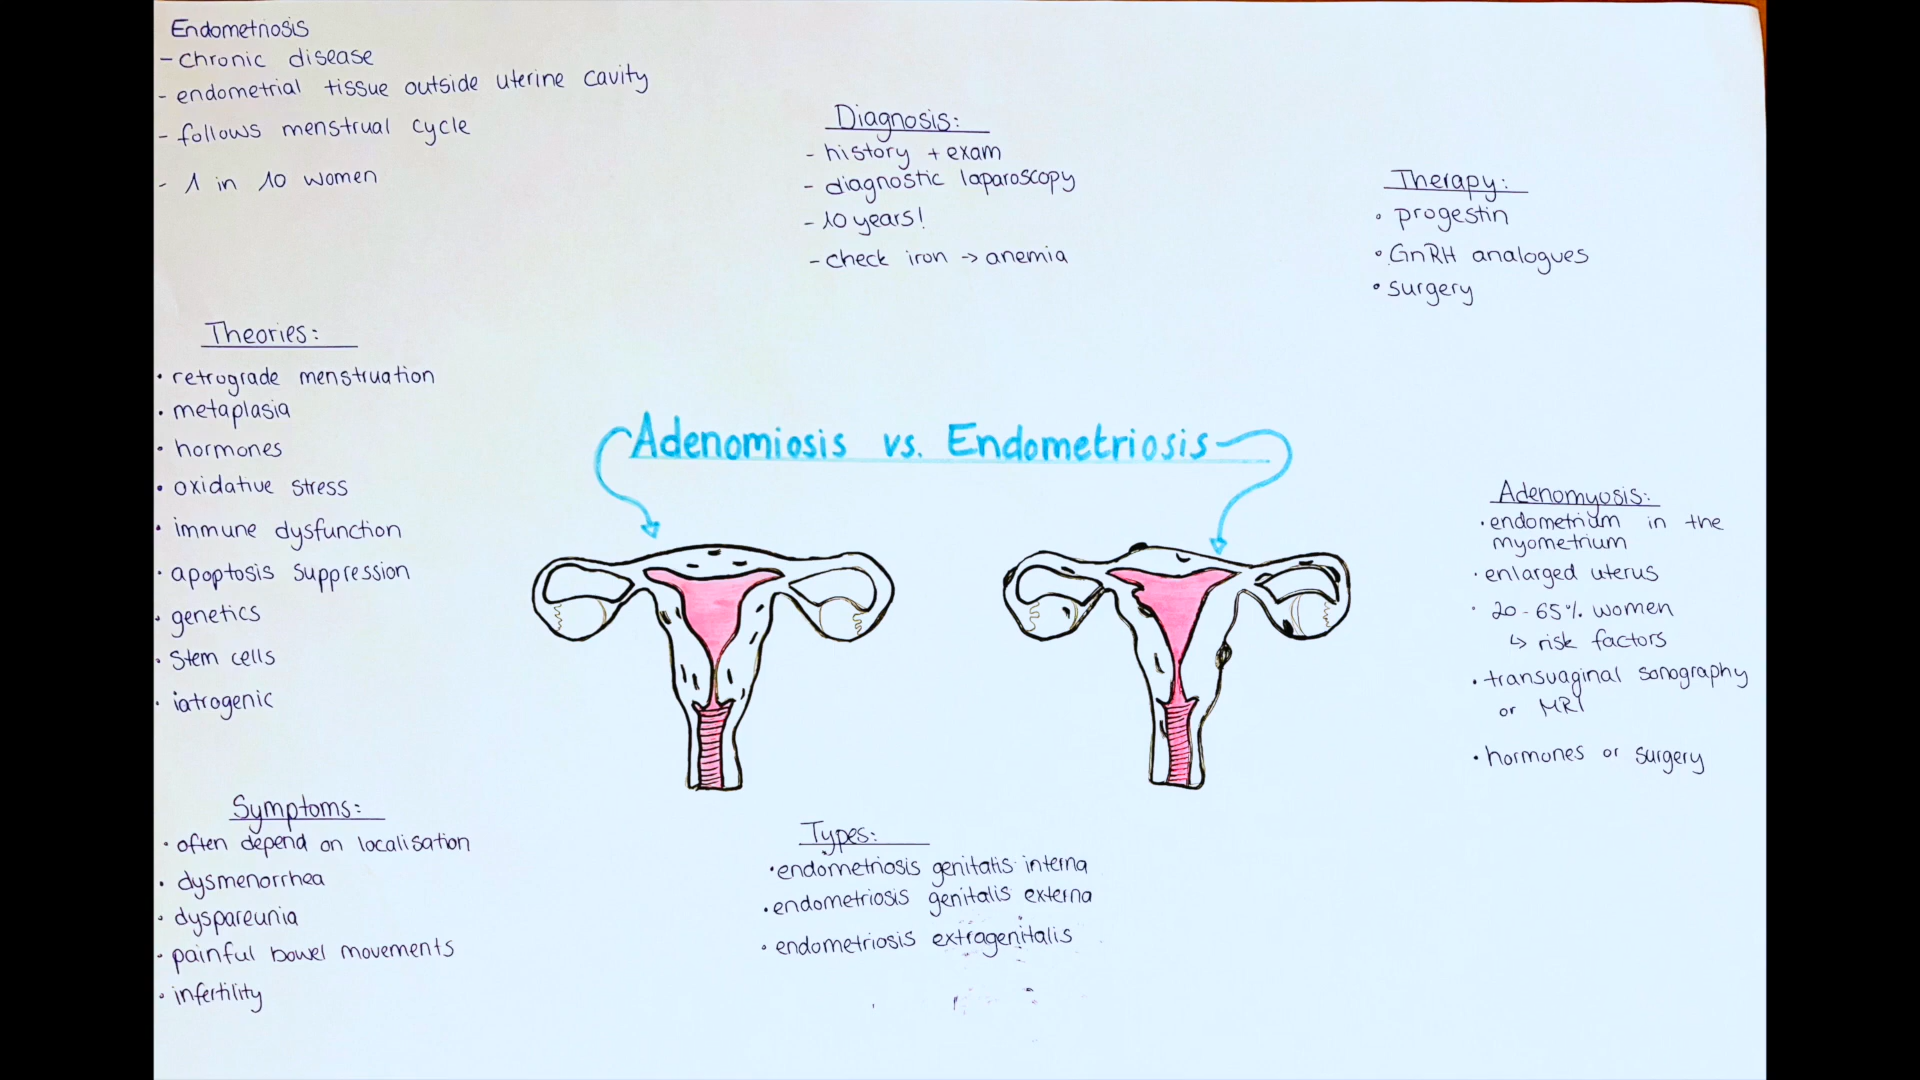 Endometriosis
- chronic disease
- endometrial tissue outside uterine cavity
- follows menstrual cycle
- 1 in 10 women
Diagnosis:
- history + exam
- diagnostic laparoscopy
- 10 years!
- check iron → anemia
Therapy:
• progestin
• GnRH analogues
• surgery
Theories:
• retrograde menstruation
• metaplasia
• hormones
• oxidative stress
• immune dysfunction
• apoptosis suppression
• genetics
• stem cells
• iatrogenic
Adenomiosis vs. Endometriosis
Adenomyosis:
• endometrium in the
myometrium
• enlarged uterus
• 20-65% women
↳ risk factors
• transvaginal sonography
or MRI
• hormones or surgery
Symptoms:
• often depend on localisation
• dysmenorrhea
• dyspareunia
• painful bowel movements
• infertility
Types:
• endometriosis genitalis interna
• endometriosis genitalis externa
• endometriosis extragenitalis